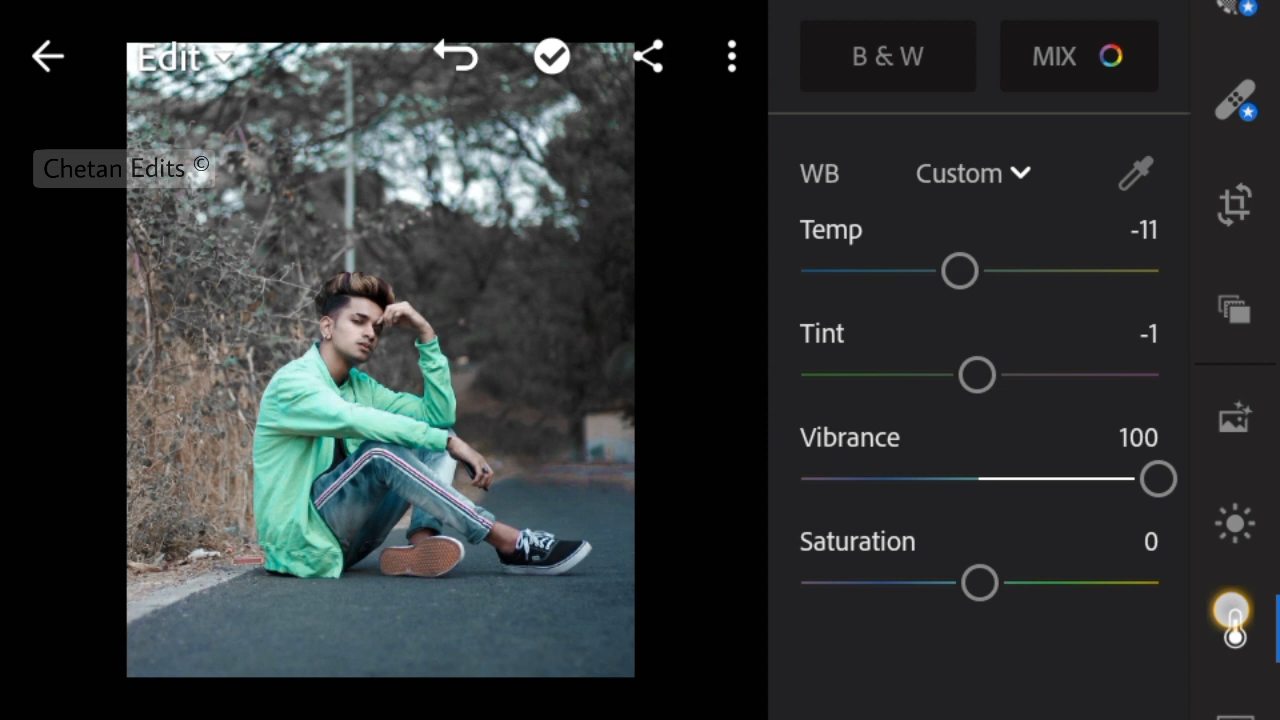 Edit
Chetan Edits ©
B & W
MIX
WB
Custom
Temp
-11
Tint
-1
Vibrance
100
Saturation
0